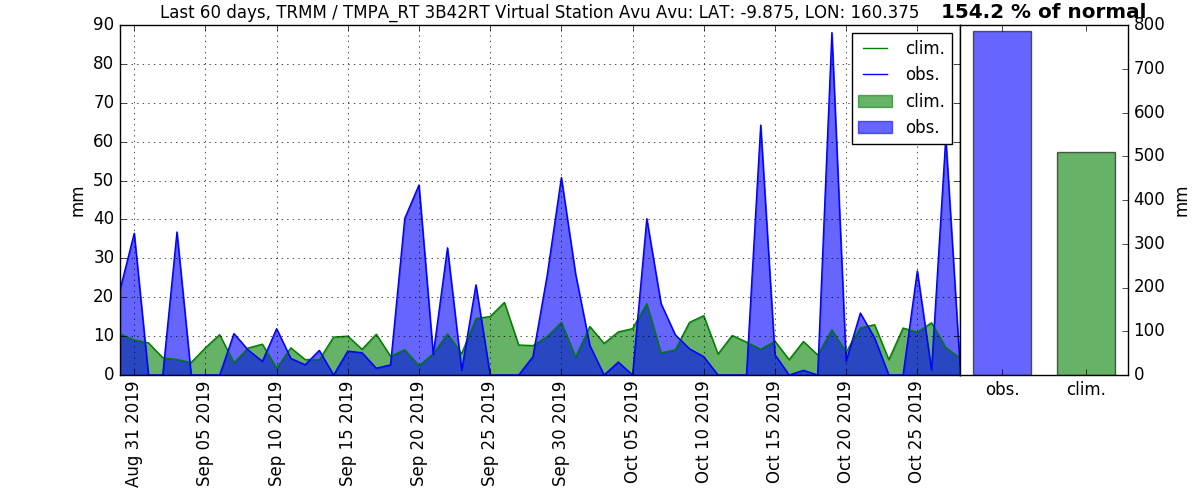 Last 60 days, TRMM / TMPA_RT 3B42RT Virtual Station Avu Avu: LAT: -9.875, LON: 160.375
154.2 % of normal
90
80
70
60
50
40
30
20
10
0
mm
clim.
obs.
clim.
obs.
Aug 31 2019
Sep 05 2019
Sep 10 2019
Sep 15 2019
Sep 20 2019
Sep 25 2019
Sep 30 2019
Oct 05 2019
Oct 10 2019
Oct 15 2019
Oct 20 2019
Oct 25 2019
800
700
600
500
400
300
200
100
0
mm
obs.
clim.